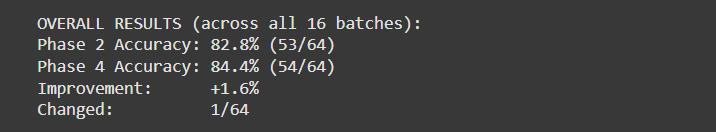 OVERALL RESULTS (across all 16 batches):
Phase 2 Accuracy: 82.8% (53/64)
Phase 4 Accuracy: 84.4% (54/64)
Improvement: +1.6%
Changed: 1/64